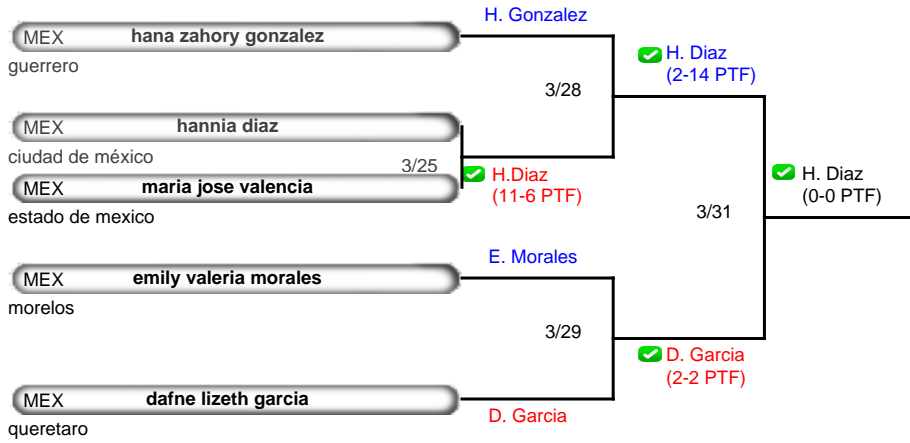 H. Gonzalez
MEX hana zahory gonzalez
guerrero
H. Diaz
(2-14 PTF)
3/28
MEX hannia diaz
ciudad de méxico
3/25
H.Diaz
(11-6 PTF)
MEX maria jose valencia
estado de mexico
H. Diaz
(0-0 PTF)
3/31
E. Morales
MEX emily valeria morales
morelos
3/29
D. Garcia
(2-2 PTF)
MEX dafne lizeth garcia
queretaro
D. Garcia